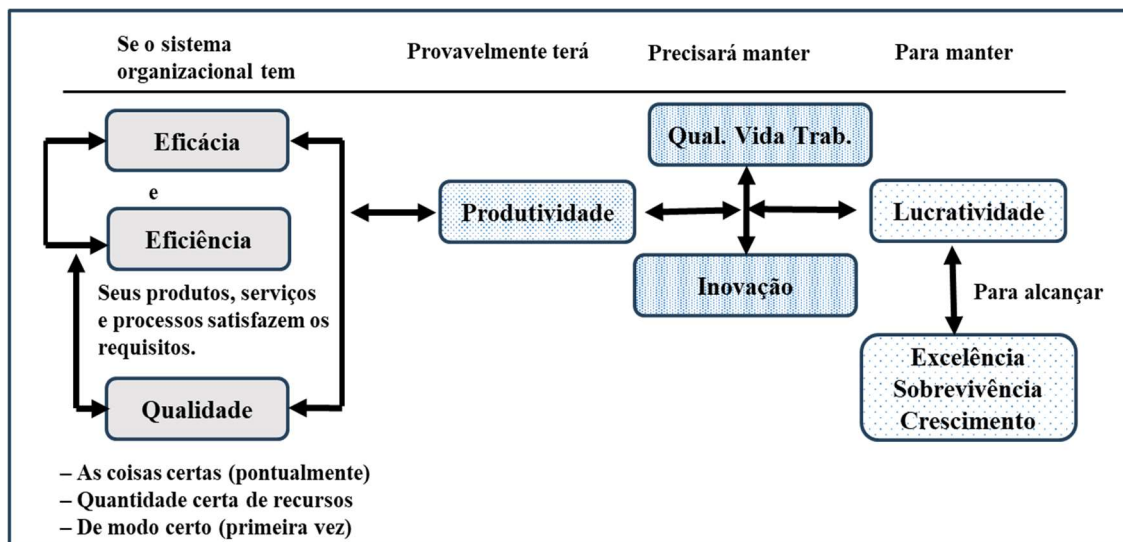 Se o sistema
organizacional tem
Provavelmente terá
Precisará manter
Para manter
Eficácia
e
Eficiência
Seus produtos, serviços
e processos satisfazem os
requisitos.
Qualidade
– As coisas certas (pontualmente)
– Quantidade certa de recursos
– De modo certo (primeira vez)
Produtividade
Qual. Vida Trab.
Inovação
Lucratividade
Para alcançar
Excelência
Sobrevivência
Crescimento